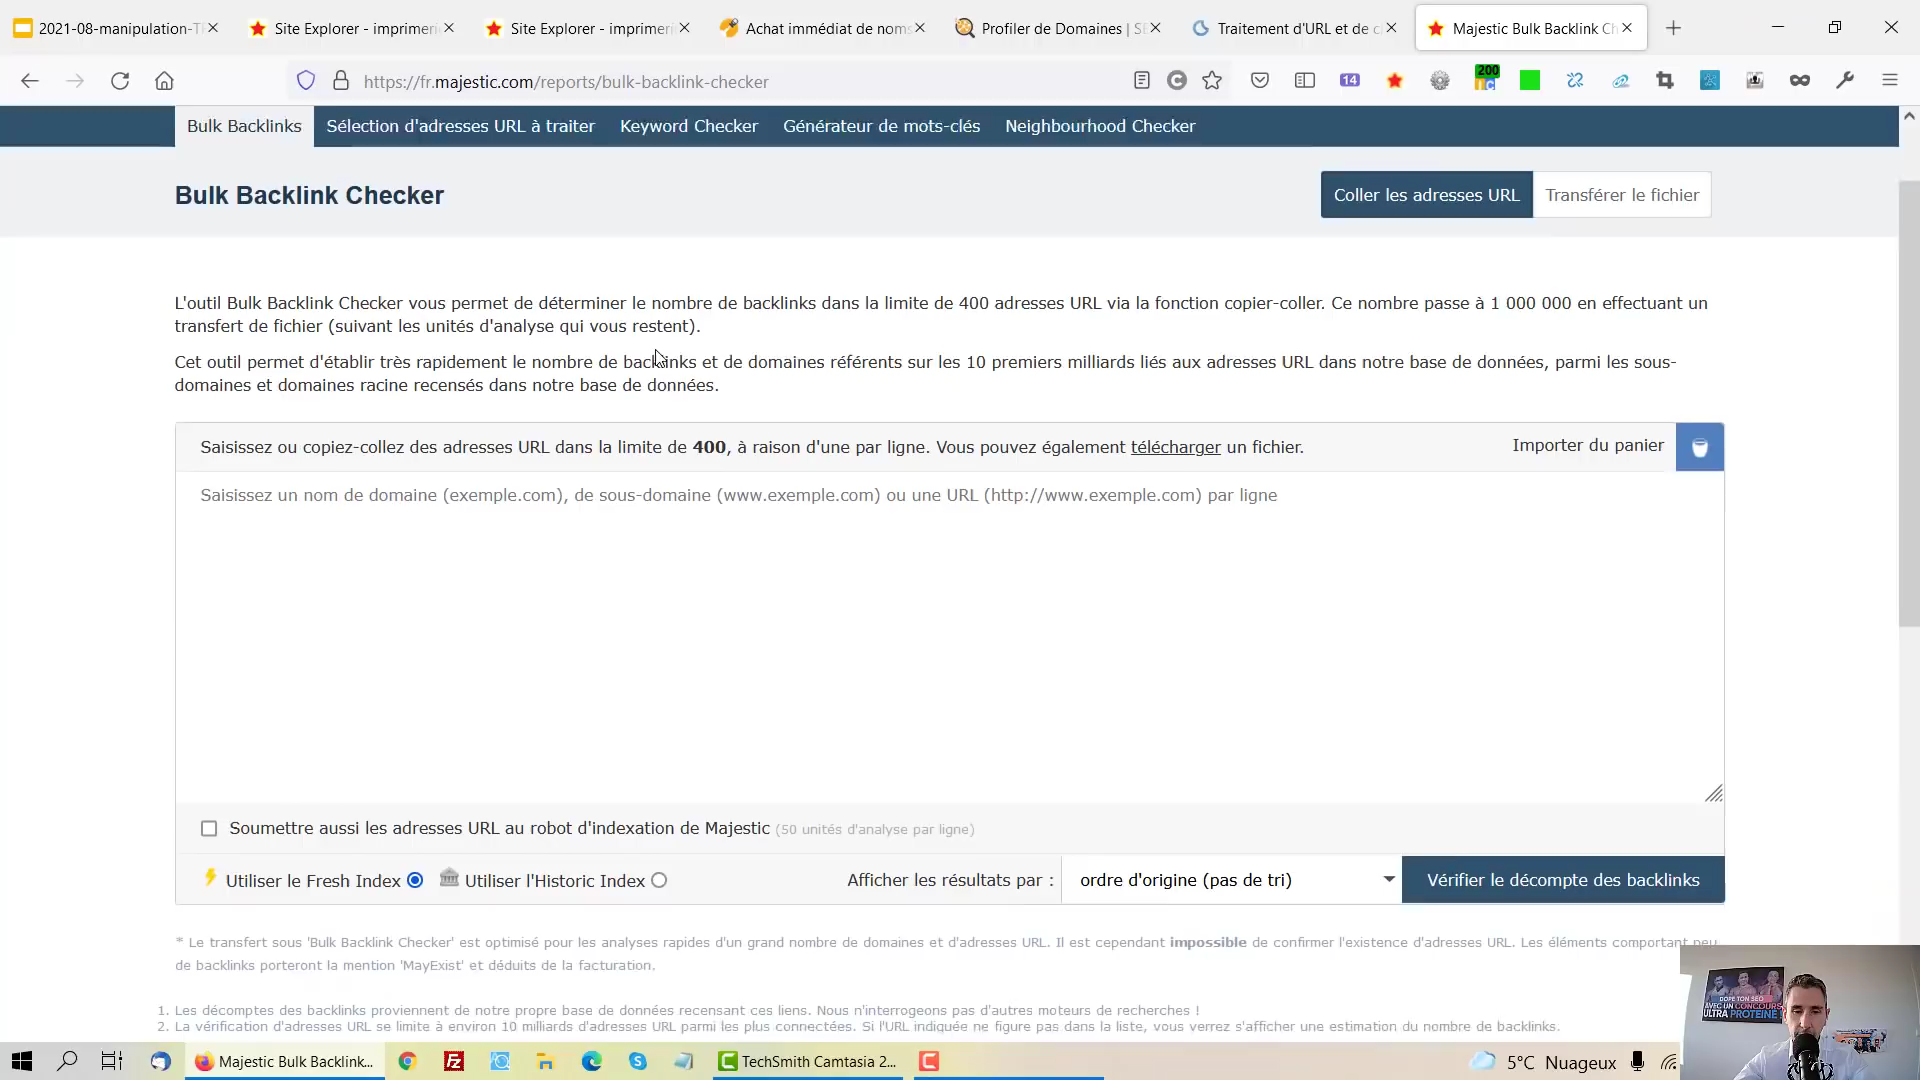 2021-08-manipulation-T
Site Explorer - imprimeri
Site Explorer - imprimeri
Achat immédiat de noms
Profiler de Domaines | SE
Traitement d'URL et de c
Majestic Bulk Backlink Ch
https://fr.majestic.com/reports/bulk-backlink-checker
14
200
Bulk Backlinks
Sélection d'adresses URL à traiter
Keyword Checker
Générateur de mots-clés
Neighbourhood Checker
Bulk Backlink Checker
Coller les adresses URL
Transférer le fichier
L'outil Bulk Backlink Checker vous permet de déterminer le nombre de backlinks dans la limite de 400 adresses URL via la fonction copier-coller. Ce nombre passe à 1 000 000 en effectuant un
transfert de fichier (suivant les unités d'analyse qui vous restent).
Cet outil permet d'établir très rapidement le nombre de backlinks et de domaines référents sur les 10 premiers milliards liés aux adresses URL dans notre base de données, parmi les sous-
domaines et domaines racine recensés dans notre base de données.
Saisissez ou copiez-collez des adresses URL dans la limite de 400, à raison d'une par ligne. Vous pouvez également télécharger un fichier.
Importer du panier
Saisissez un nom de domaine (exemple.com), de sous-domaine (www.exemple.com) ou une URL (http://www.exemple.com) par ligne
Soumettre aussi les adresses URL au robot d'indexation de Majestic (50 unités d'analyse par ligne)
Utiliser le Fresh Index
Utiliser l'Historic Index
Afficher les résultats par :
ordre d'origine (pas de tri)
Vérifier le décompte des backlinks
* Le transfert sous 'Bulk Backlink Checker' est optimisé pour les analyses rapides d'un grand nombre de domaines et d'adresses URL. Il est cependant impossible de confirmer l'existence d'adresses URL. Les éléments comportant peu
de backlinks porteront la mention 'MayExist' et déduits de la facturation.
1. Les décomptes des backlinks proviennent de notre propre base de données recensant ces liens. Nous n'interrogeons pas d'autres moteurs de recherches !
2. La vérification d'adresses URL se limite à environ 10 milliards d'adresses URL parmi les plus connectées. Si l'URL indiquée ne figure pas dans la liste, vous verrez s'afficher une estimation du nombre de backlinks.
DOPE TON SEO
AVEC UN CONCOURS
ULTRA PROTEINÉ !
Majestic Bulk Backlink...
TechSmith Camtasia 2...
5°C Nuageux